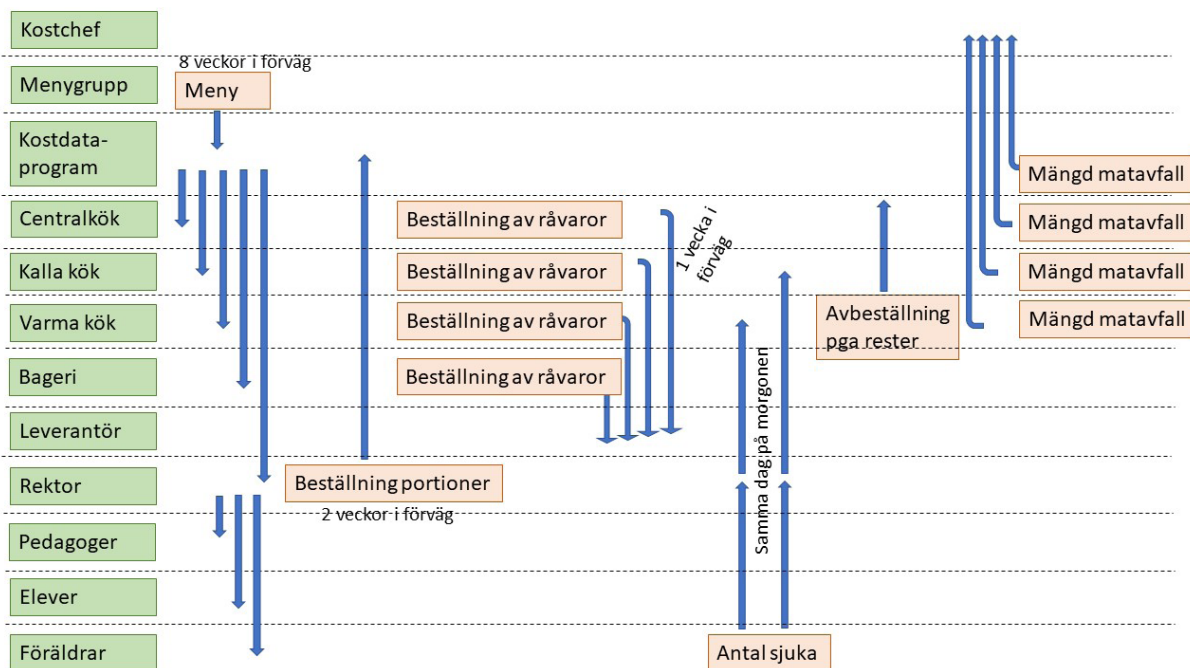 Kostchef
8 veckor i förväg
Menygrupp
Meny
Kostdata-
program
Mängd matavfall
Centralkök
Beställning av råvaror
1 vecka i
förväg
Mängd matavfall
Kalla kök
Beställning av råvaror
Mängd matavfall
Varma kök
Beställning av råvaror
Avbeställning
pga rester
Mängd matavfall
Bageri
Beställning av råvaror
Leverantör
Samma dag på morgonen
Rektor
Beställning portioner
2 veckor i förväg
Pedagoger
Elever
Föräldrar
Antal sjuka